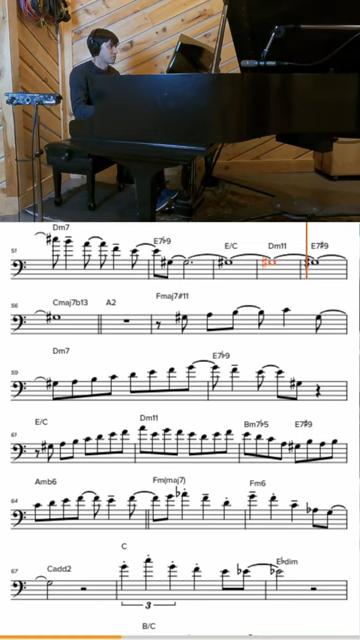 Dm7
51 E7♭9 E/C Dm11 E7♯9
Cmaj7b13 A2 Fmaj7#11
56
Dm7 E7♭9
59
E/C Dm11 Bm7♭5 E7♯9
61
Amb6 Fm(maj7) Fm6
64
Cadd2 C E♭dim
67
3
B/C